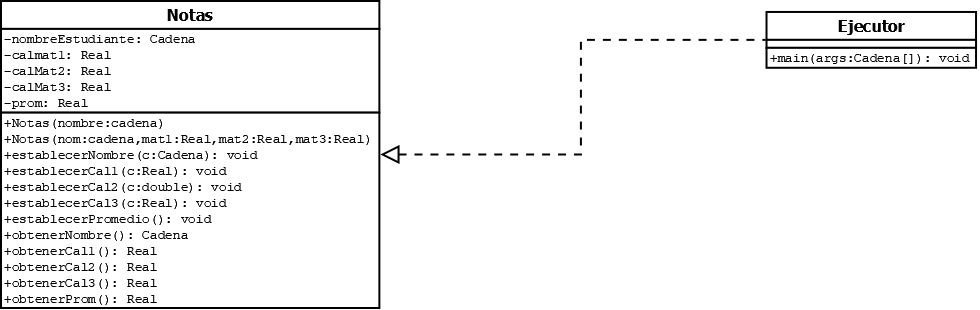 Notas
-nombreEstudiante: Cadena
-calmat1: Real
-calMat2: Real
-calMat3: Real
-prom: Real
+Notas(nombre:cadena)
+Notas(nom:cadena,mat1:Real,mat2:Real,mat3:Real)
+establecerNombre(c:Cadena): void
+establecerCal1(c:Real): void
+establecerCal2(c:double): void
+establecerCal3(c:Real): void
+establecerPromedio(): void
+obtenerNombre(): Cadena
+obtenerCal1(): Real
+obtenerCal2(): Real
+obtenerCal3(): Real
+obtenerProm(): Real
Ejecutor
+main(args:Cadena[]): void